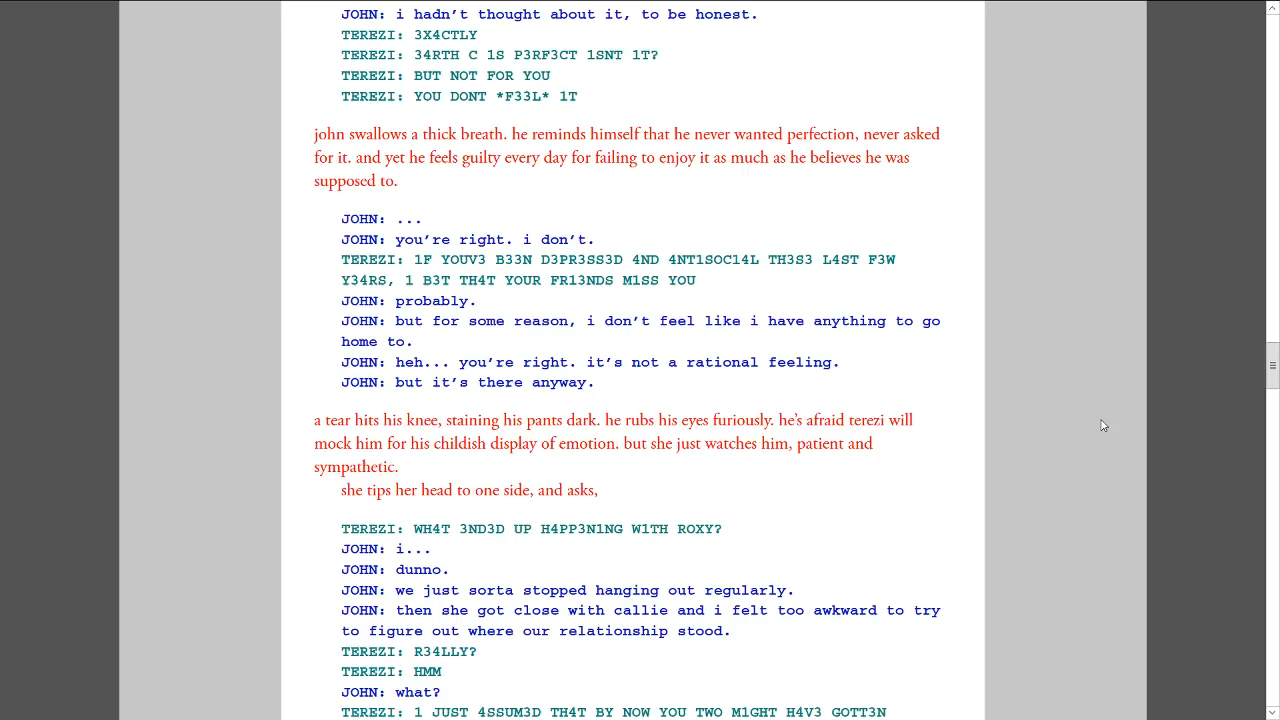 JOHN: i hadn't thought about it, to be honest.
TEREZI: 3X4CTLY
TEREZI: 34RTH C 1S P3RF3CT 1SNT 1T?
TEREZI: BUT NOT FOR YOU
TEREZI: YOU DONT *F33L* 1T
john swallows a thick breath. he reminds himself that he never wanted perfection, never asked
for it. and yet he feels guilty every day for failing to enjoy it as much as he believes he was
supposed to.
JOHN: ...
JOHN: you're right. i don't.
TEREZI: 1F YOUV3 B33N D3PR3SS3D 4ND 4NT1SOC14L TH3S3 L4ST F3W
Y34RS, 1 B3T TH4T YOUR FR13NDS M1SS YOU
JOHN: probably.
JOHN: but for some reason, i don't feel like i have anything to go
home to.
JOHN: heh... you're right. it's not a rational feeling.
JOHN: but it's there anyway.
a tear hits his knee, staining his pants dark. he rubs his eyes furiously. he's afraid terezi will
mock him for his childish display of emotion. but she just watches him, patient and
sympathetic.
she tips her head to one side, and asks,
TEREZI: WH4T 3ND3D UP H4PP3N1NG W1TH ROXY?
JOHN: i...
JOHN: dunno.
JOHN: we just sorta stopped hanging out regularly.
JOHN: then she got close with callie and i felt too awkward to try
to figure out where our relationship stood.
TEREZI: R34LLY?
TEREZI: HMM
JOHN: what?
TEREZI: 1 JUST 4SSUM3D TH4T BY NOW YOU TWO M1GHT H4V3 GOTT3N